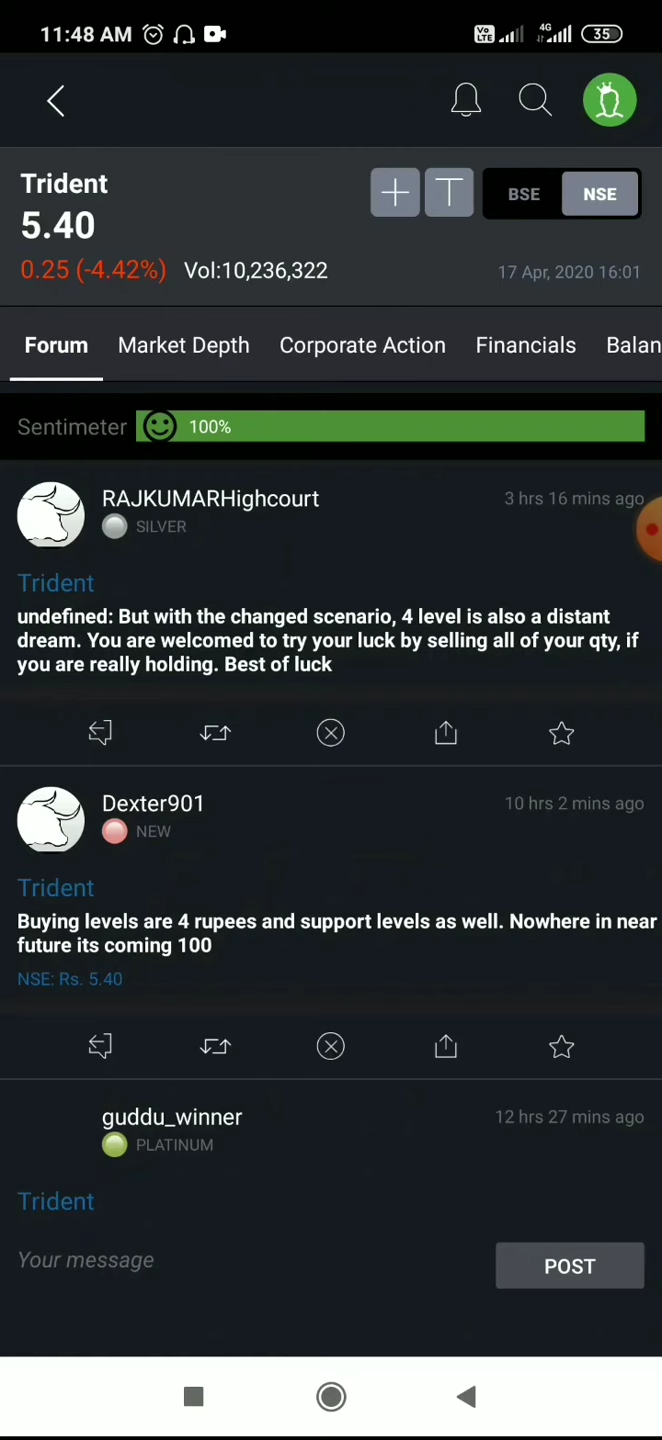 11:48 AM
Vo LTE 4G 35
Trident
5.40
0.25 (-4.42%) Vol:10,236,322
BSE NSE
17 Apr, 2020 16:01
Forum Market Depth Corporate Action Financials Balan
Sentimeter 100%
RAJKUMARHighcourt 3 hrs 16 mins ago
SILVER
Trident
undefined: But with the changed scenario, 4 level is also a distant
dream. You are welcomed to try your luck by selling all of your qty, if
you are really holding. Best of luck
Dexter901 10 hrs 2 mins ago
NEW
Trident
Buying levels are 4 rupees and support levels as well. Nowhere in near
future its coming 100
NSE: Rs. 5.40
guddu_winner 12 hrs 27 mins ago
PLATINUM
Trident
Your message POST